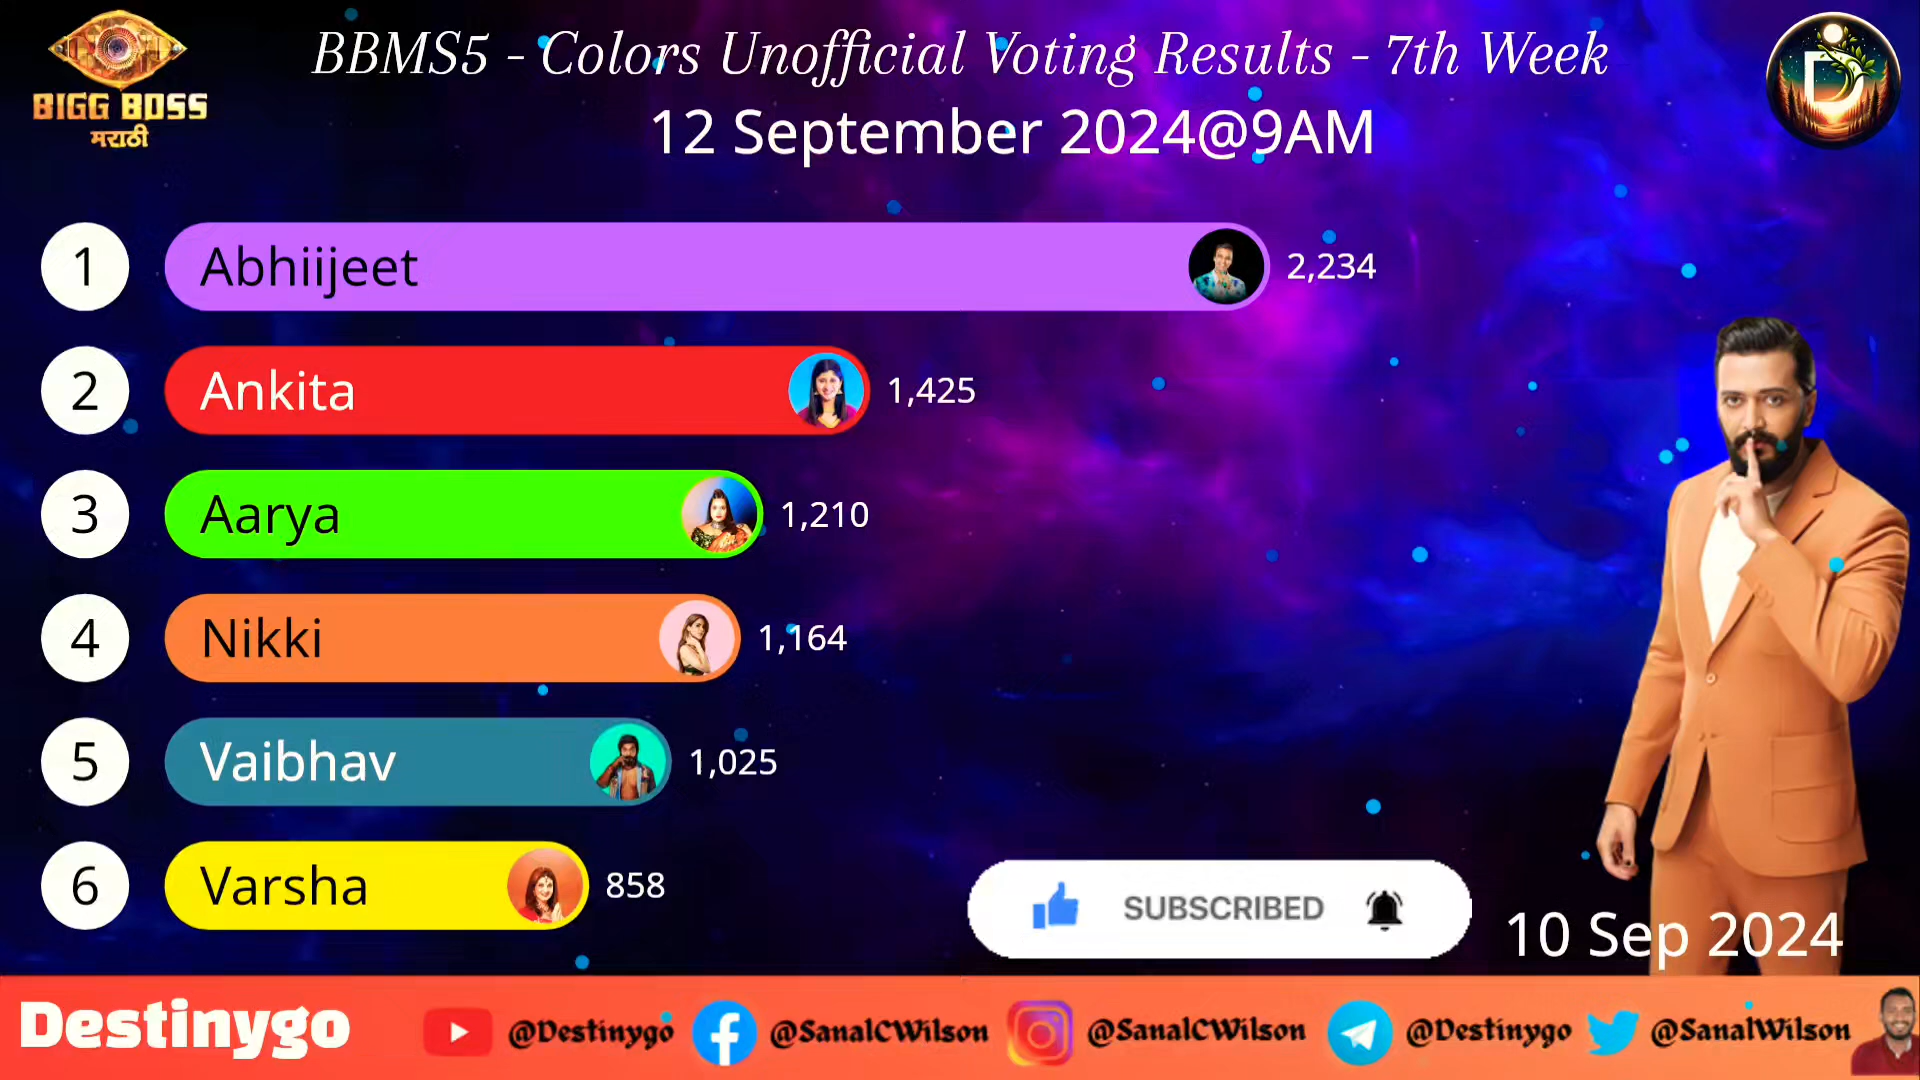 BBMS5 - Colors Unofficial Voting Results - 7th Week
12 September 2024@9AM
BIGG BOSS
मराठी
D
1 Abhiijeet 2,234
2 Ankita 1,425
3 Aarya 1,210
4 Nikki 1,164
5 Vaibhav 1,025
6 Varsha 858
SUBSCRIBED
10 Sep 2024
Destinygo @Destinygo @SanalCWilson @SanalCWilson @Destinygo @SanalWilson